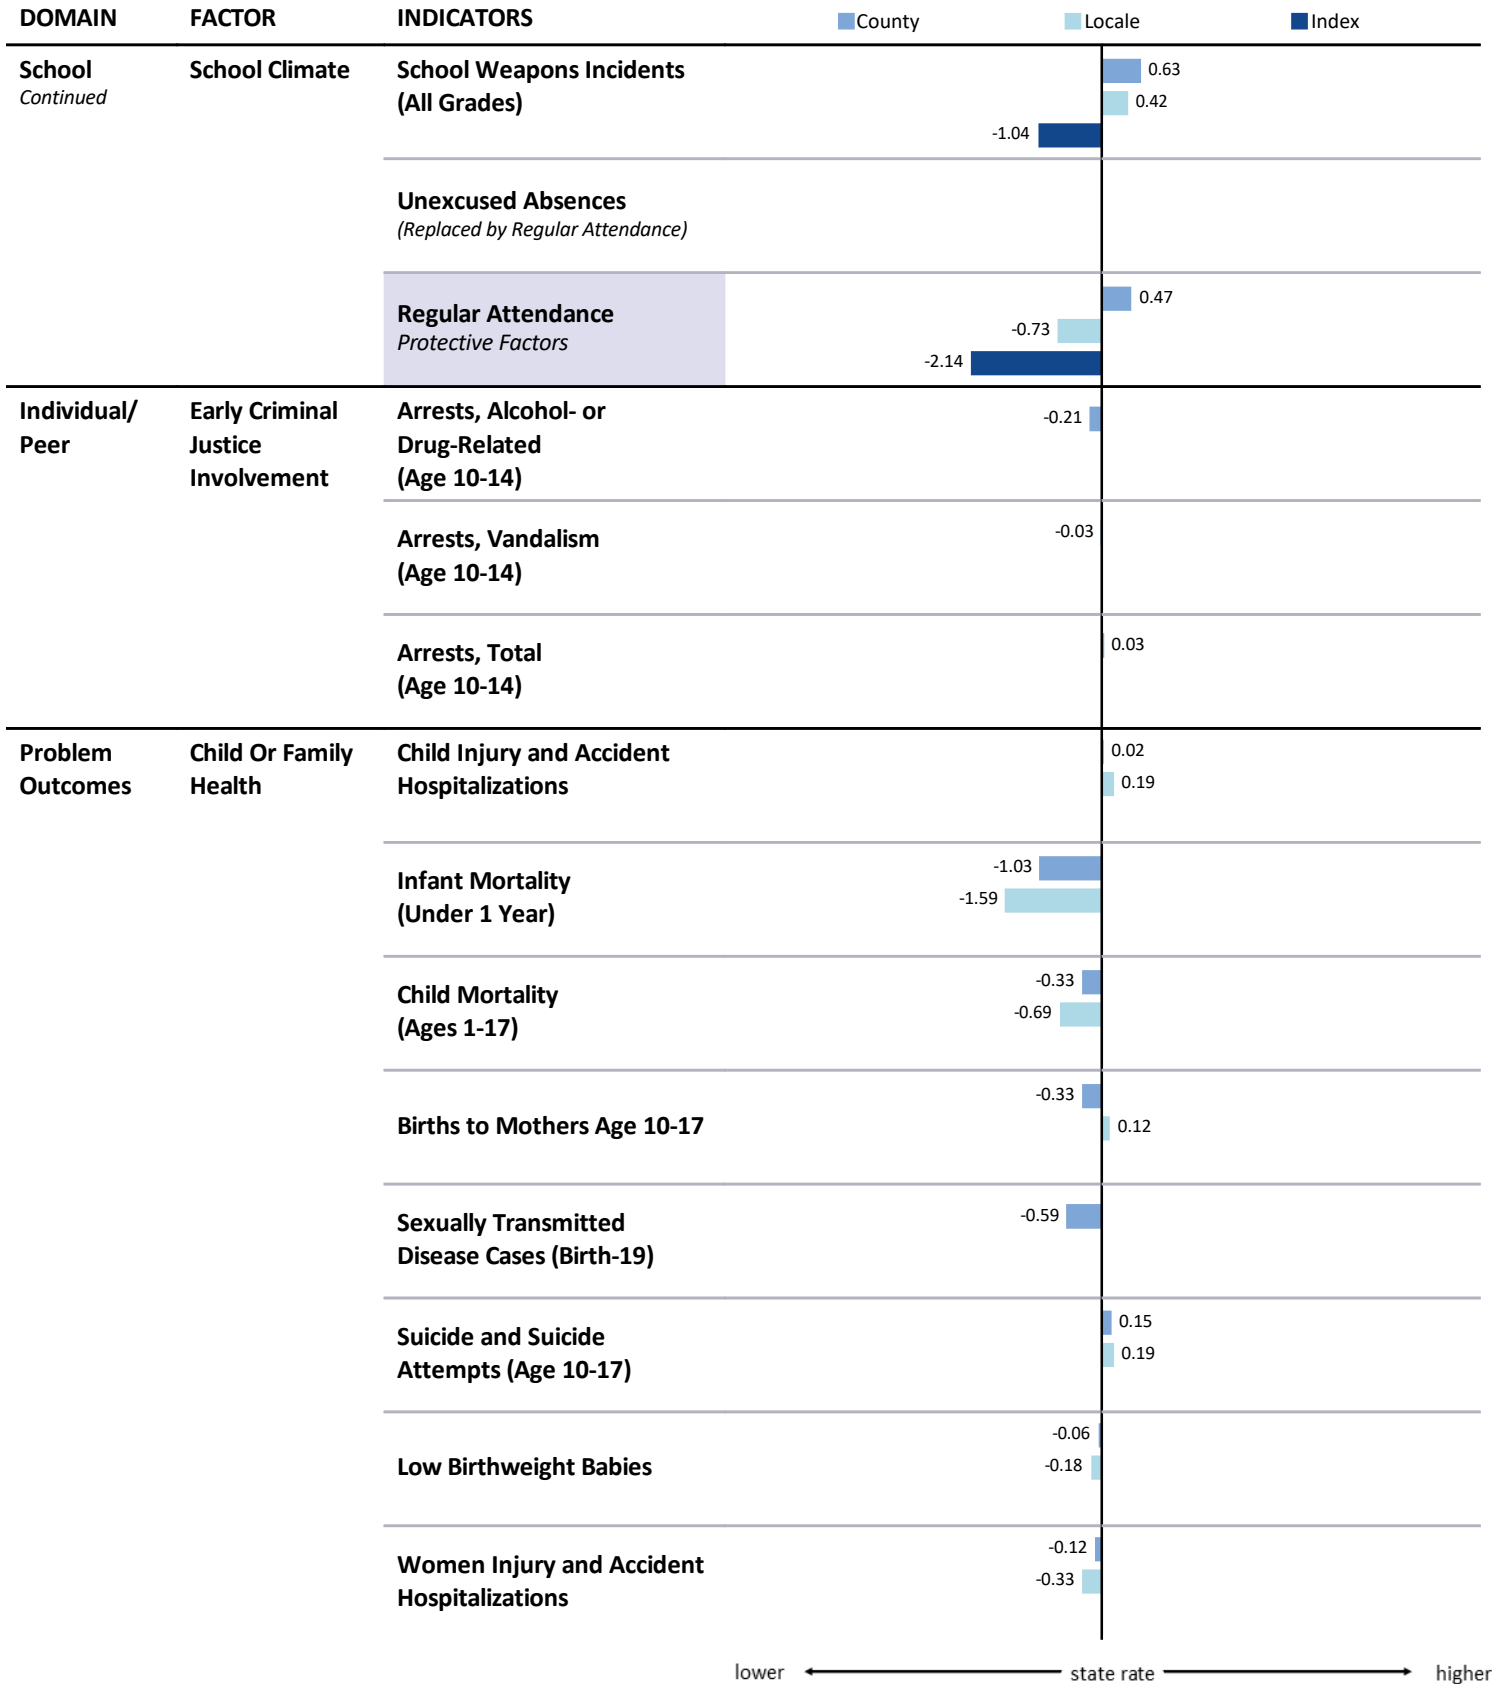 DOMAIN FACTOR INDICATORS County Locale Index
School School Climate School Weapons Incidents 0.63
Continued (All Grades) 0.42
-1.04
Unexcused Absences
(Replaced by Regular Attendance)
0.47
Regular Attendance -0.73
Protective Factors
-2.14
Individual/ Early Criminal Arrests, Alcohol- or -0.21
Peer Justice Drug-Related
Involvement (Age 10-14)
Arrests, Vandalism -0.03
(Age 10-14)
Arrests, Total 0.03
(Age 10-14)
Problem Child Or Family Child Injury and Accident 0.02
Outcomes Health Hospitalizations 0.19
-1.03
Infant Mortality
(Under 1 Year) -1.59
-0.33
Child Mortality -0.69
(Ages 1-17)
-0.33
Births to Mothers Age 10-17 0.12
Sexually Transmitted -0.59
Disease Cases (Birth-19)
0.15
Suicide and Suicide 0.19
Attempts (Age 10-17)
-0.06
Low Birthweight Babies -0.18
-0.12
Women Injury and Accident -0.33
Hospitalizations
lower state rate higher